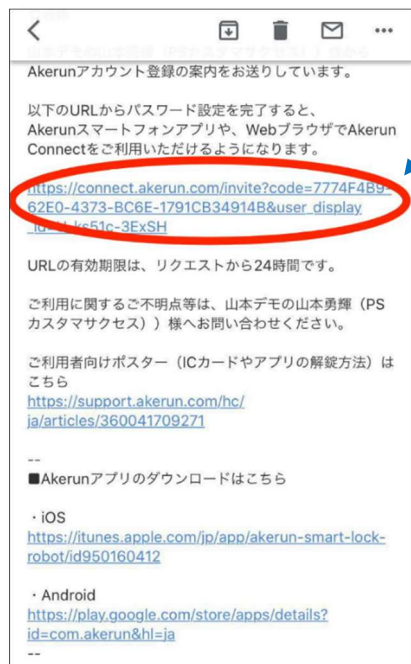 Akerunアカウント登録の案内をお送りしています。
以下のURLからパスワード設定を完了すると、
Akerunスマートフォンアプリや、WebブラウザでAkerun
Connectをご利用いただけるようになります。
https://connect.akerun.com/invite?code=7774F4B9-
62E0-4373-BC6E-1791CB34914B&user_display
ks51c-3ExSH
URLの有効期限は、リクエストから24時間です。
ご利用に関するご不明点等は、山本デモの山本勇輝（PS
カスタマサクセス））様へお問い合わせください。
ご利用者向けポスター（ICカードやアプリの解錠方法）は
こちら
https://support.akerun.com/hc/
ja/articles/360041709271
--
■Akerunアプリのダウンロードはこちら
・iOS
https://itunes.apple.com/jp/app/akerun-smart-lock-
robot/id950160412
・Android
https://play.google.com/store/apps/details?
id=com.akerun&hl=ja
--